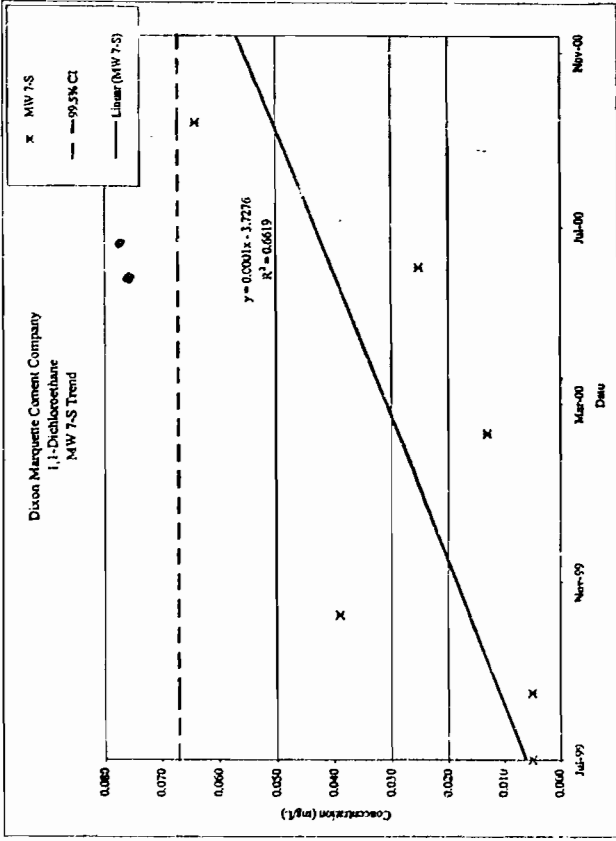 Dixon Marquette Cement Company
1,1-Dichloroethane
MW 7-S Trend
MW 7-S
99.5% CI
Linear (MW 7-S)
y = 0.0001x - 3.7276
R² = 0.6619
Concentration (mg/L)
0.080
0.070
0.060
0.050
0.040
0.030
0.020
0.010
0.000
Jul-99
Nov-99
Mar-00
Jul-00
Nov-00
Date